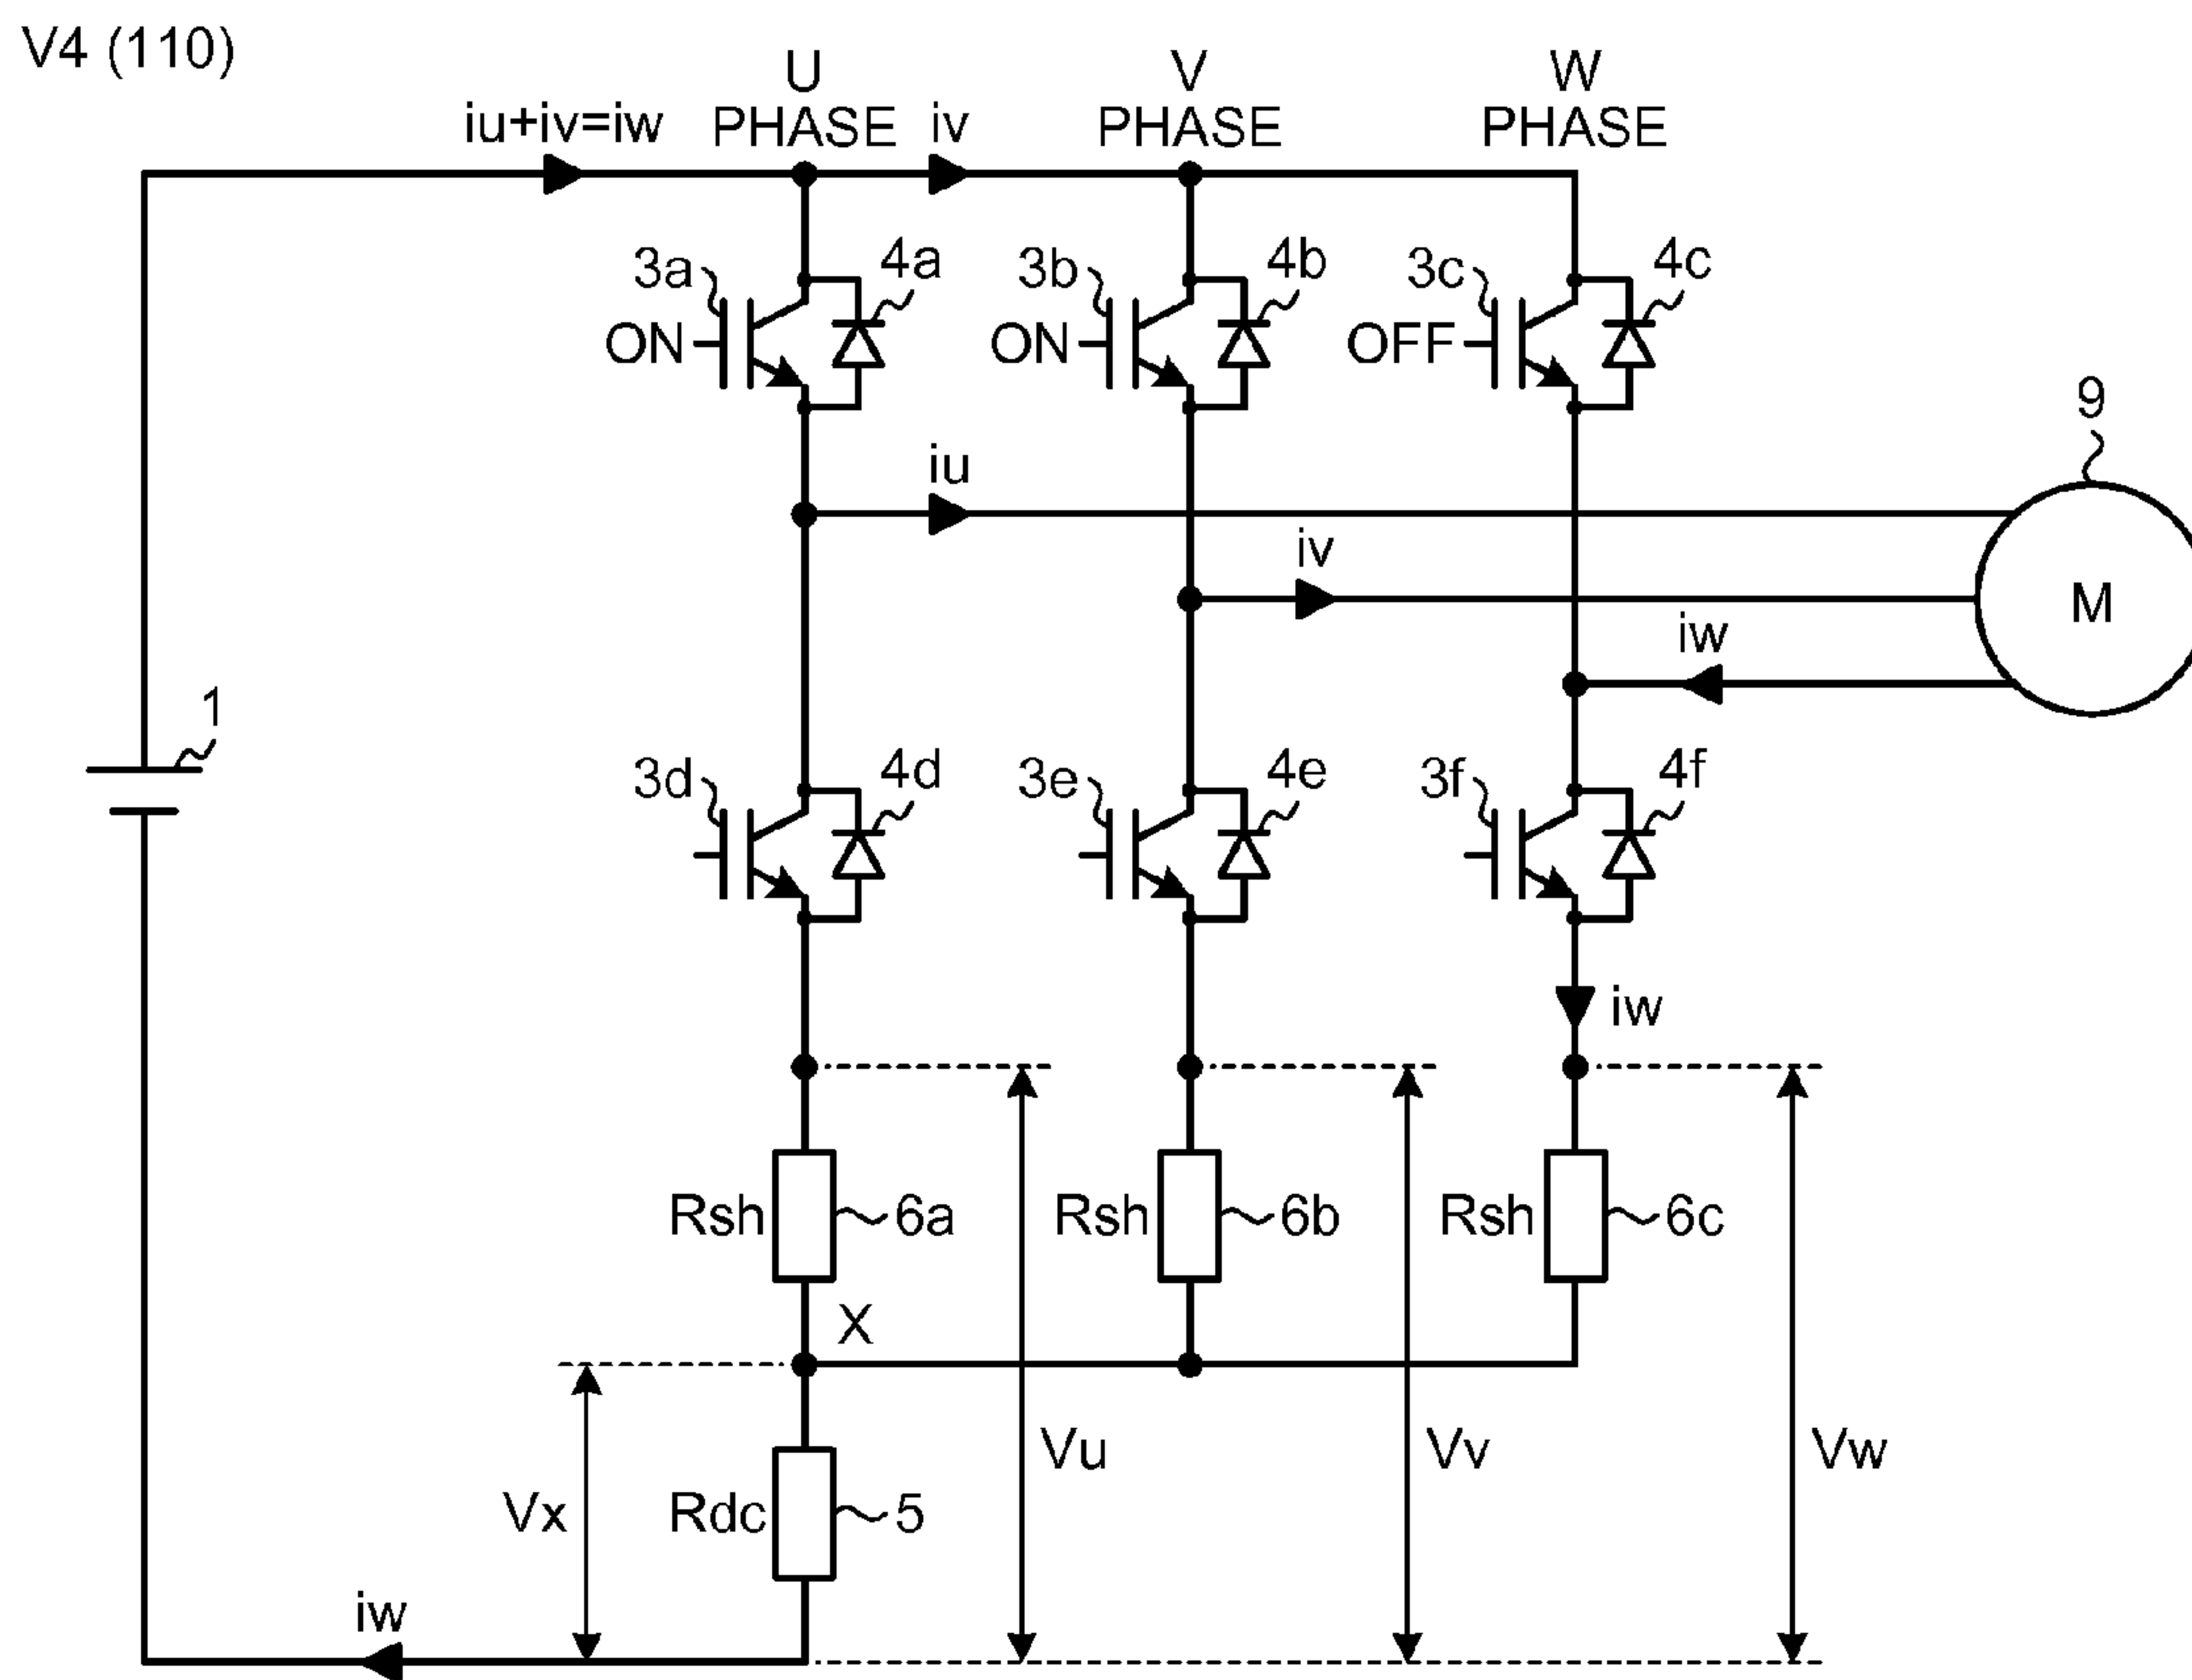 V4 (110)
U PHASE
V PHASE
W PHASE
iu+iv=iw
iv
3a
4a
3b
4b
3c
4c
ON
ON
OFF
9
iu
iv
M
iw
1
3d
4d
3e
4e
3f
4f
iw
Rsh
6a
Rsh
6b
Rsh
6c
X
Vx
Rdc
5
Vu
Vv
Vw
iw